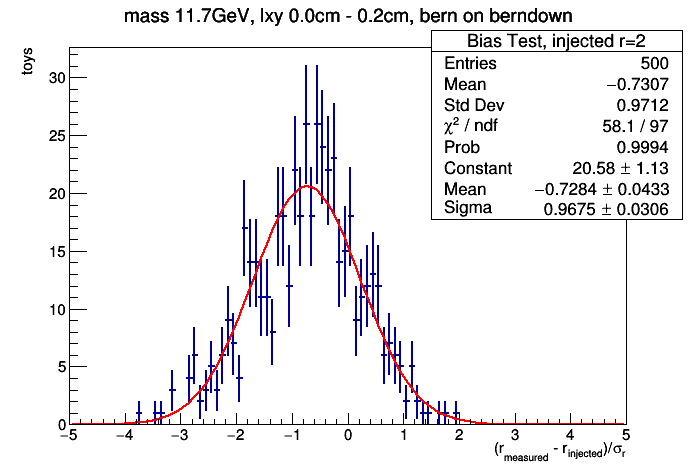 mass 11.7GeV, lxy 0.0cm - 0.2cm, bern on berndown
toys
Bias Test, injected r=2
Entries 500
Mean −0.7307
Std Dev 0.9712
χ² / ndf 58.1 / 97
Prob 0.9994
Constant 20.58 ± 1.13
Mean −0.7284 ± 0.0433
Sigma 0.9675 ± 0.0306
30
25
20
15
10
5
0
−5 −4 −3 −2 −1 0 1 2 3 4 5
(r_measured - r_injected)/σ_r